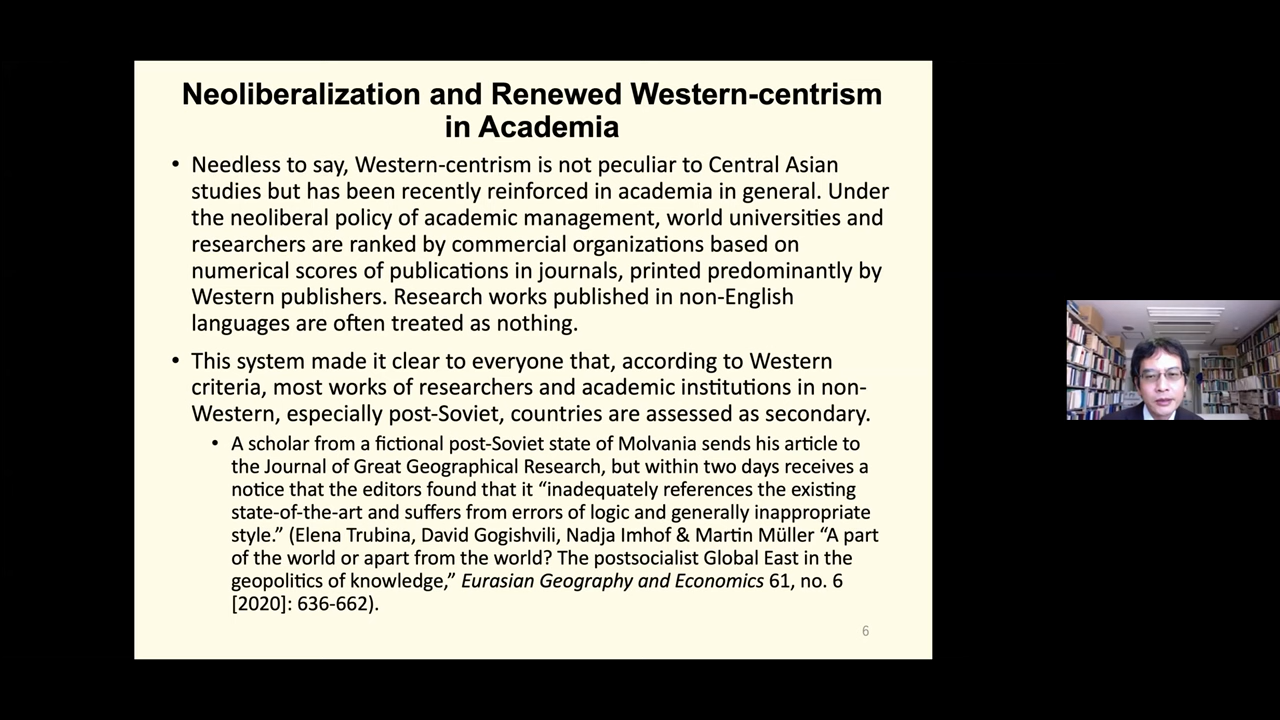 Neoliberalization and Renewed Western-centrism
in Academia
• Needless to say, Western-centrism is not peculiar to Central Asian
studies but has been recently reinforced in academia in general. Under
the neoliberal policy of academic management, world universities and
researchers are ranked by commercial organizations based on
numerical scores of publications in journals, printed predominantly by
Western publishers. Research works published in non-English
languages are often treated as nothing.
• This system made it clear to everyone that, according to Western
criteria, most works of researchers and academic institutions in non-
Western, especially post-Soviet, countries are assessed as secondary.
• A scholar from a fictional post-Soviet state of Molvania sends his article to
the Journal of Great Geographical Research, but within two days receives a
notice that the editors found that it “inadequately references the existing
state-of-the-art and suffers from errors of logic and generally inappropriate
style.” (Elena Trubina, David Gogishvili, Nadja Imhof & Martin Müller “A part
of the world or apart from the world? The postsocialist Global East in the
geopolitics of knowledge,” Eurasian Geography and Economics 61, no. 6
[2020]: 636-662).
6